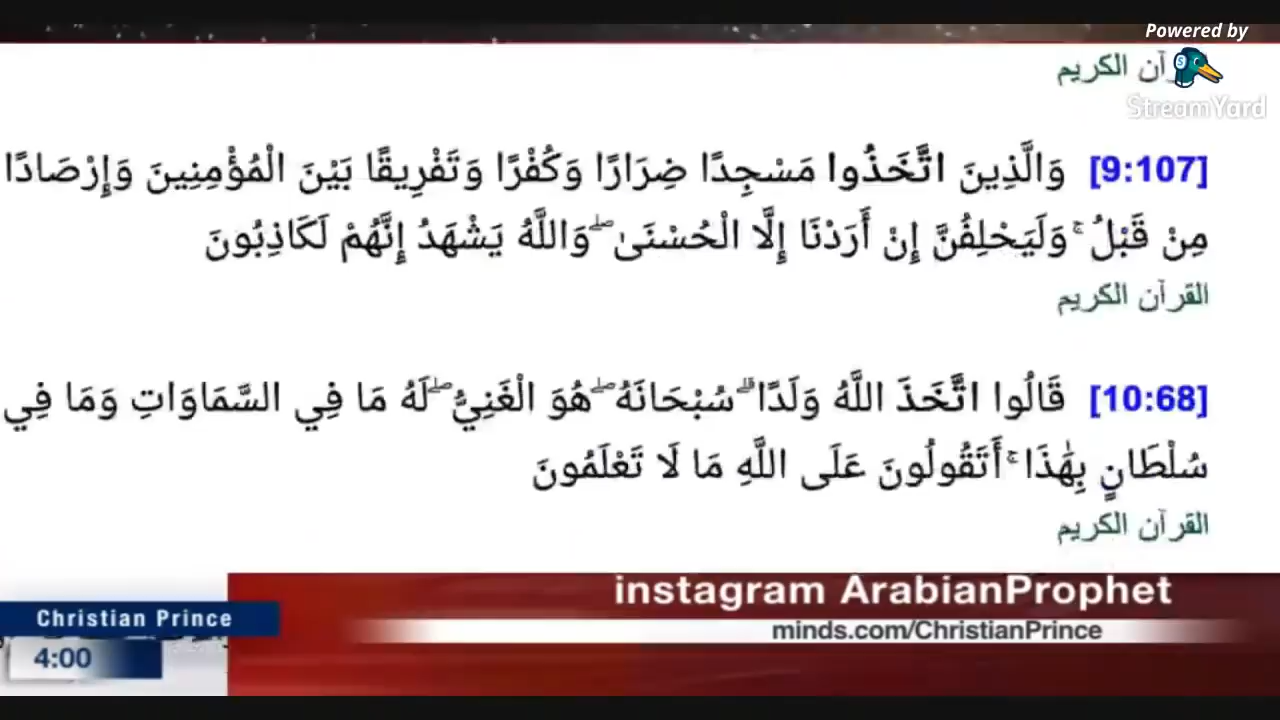 Powered by
StreamYard
الكريم
[9:107] وَالَّذِينَ اتَّخَذُوا مَسْجِدًا ضِرَارًا وَكُفْرًا وَتَفْرِيقًا بَيْنَ الْمُؤْمِنِينَ وَإِرْصَادًا
مِنْ قَبْلُ ۚ وَلَيَحْلِفُنَّ إِنْ أَرَدْنَا إِلَّا الْحُسْنَىٰ ۖ وَاللَّهُ يَشْهَدُ إِنَّهُمْ لَكَاذِبُونَ
القرآن الكريم
[10:68] قَالُوا اتَّخَذَ اللَّهُ وَلَدًا ۗ سُبْحَانَهُ ۖ هُوَ الْغَنِيُّ ۖ لَهُ مَا فِي السَّمَاوَاتِ وَمَا فِي
سُلْطَانٍ بِهَٰذَا ۚ أَتَقُولُونَ عَلَى اللَّهِ مَا لَا تَعْلَمُونَ
القرآن الكريم
instagram ArabianProphet
Christian Prince
minds.com/ChristianPrince
4:00